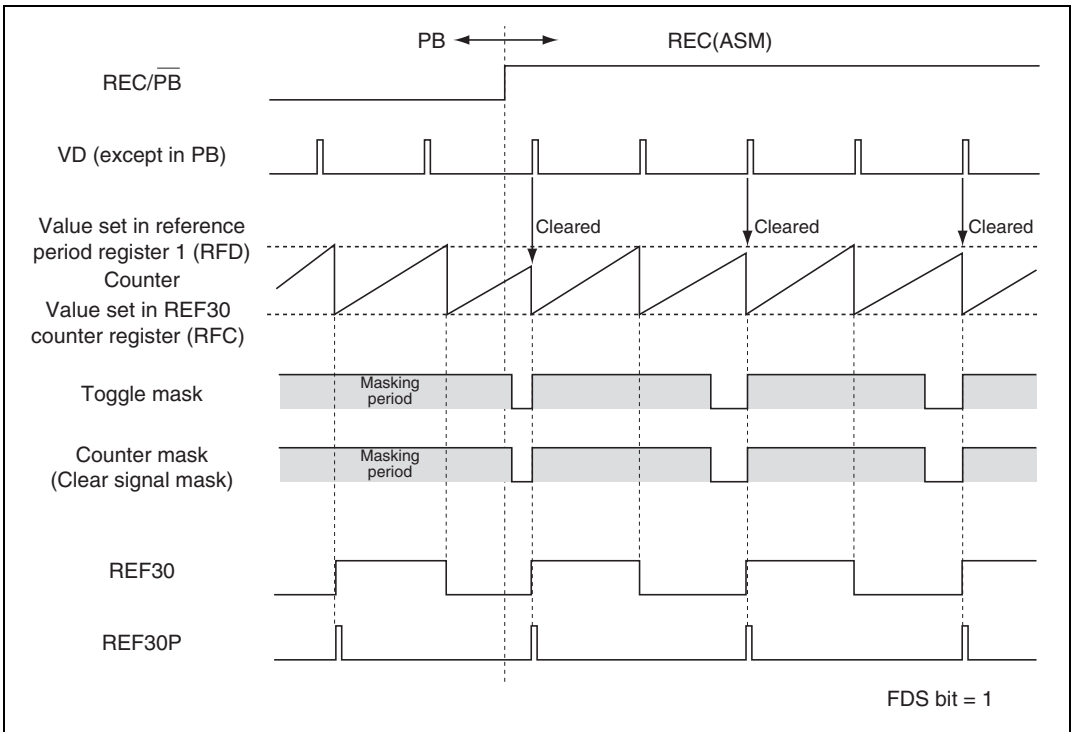 PB
REC(ASM)
REC/P̅B̅
VD (except in PB)
Value set in reference
period register 1 (RFD)
Counter
Value set in REF30
counter register (RFC)
Cleared
Cleared
Cleared
Toggle mask
Masking
period
Counter mask
(Clear signal mask)
Masking
period
REF30
REF30P
FDS bit = 1